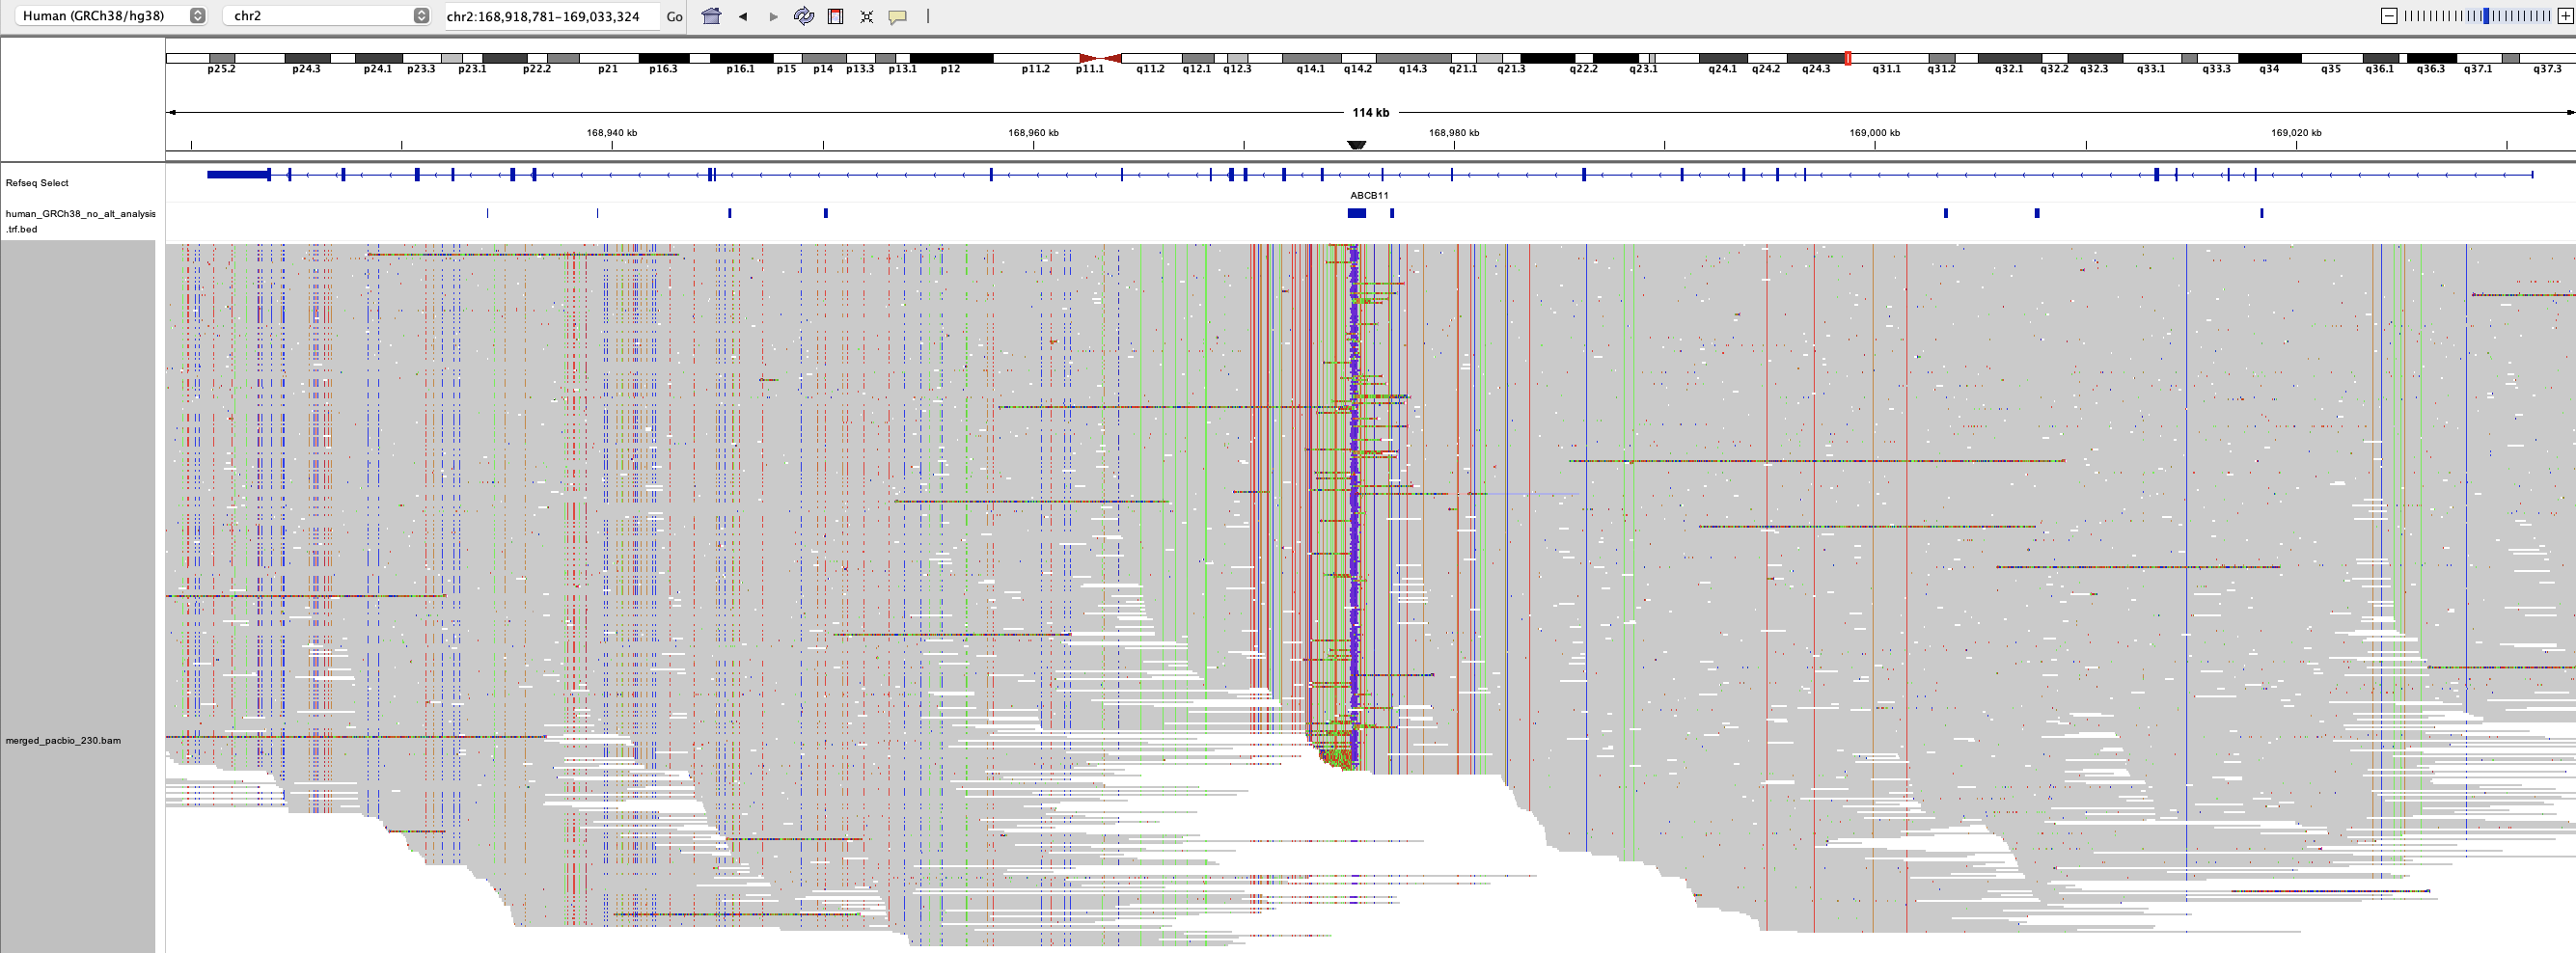 Human (GRCh38/hg38) chr2 chr2:168,918,781-169,033,324 Go
p25.2 p24.3 p24.1 p23.3 p23.1 p22.2 p21 p16.3 p16.1 p15 p14 p13.3 p13.1 p12 p11.2 p11.1 q11.2 q12.1 q12.3 q14.1 q14.2 q14.3 q21.1 q21.3 q22.2 q23.1 q24.1 q24.2 q24.3 q31.1 q31.2 q32.1 q32.2 q32.3 q33.1 q33.3 q34 q35 q36.1 q36.3 q37.1 q37.3
114 kb
168,940 kb 168,960 kb 168,980 kb 169,000 kb 169,020 kb
Refseq Select
ABCB11
human_GRCh38_no_alt_analysis
.trf.bed
merged_pacbio_230.bam